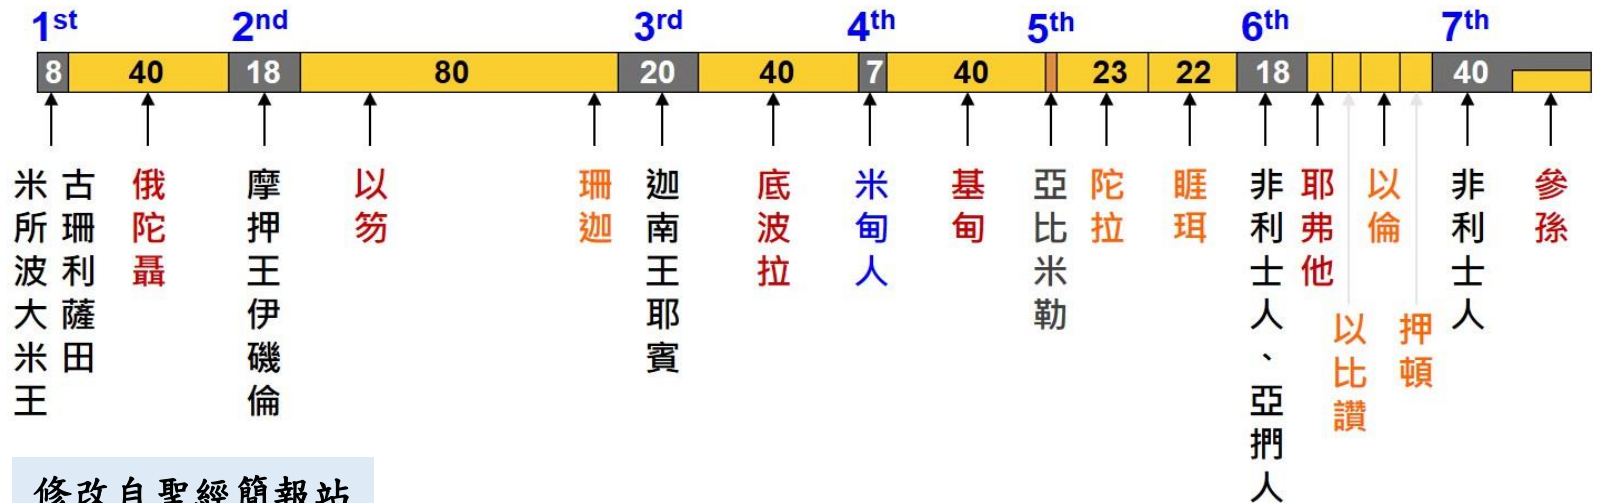 1st 2nd 3rd 4th 5th 6th 7th
8 40 18 80 20 40 7 40 23 22 18 40
米所波大米王
古珊利薩田
俄陀聶
摩押王伊磯倫
以笏
珊迦
迦南王耶賓
底波拉
米甸人
基甸
亞比米勒
陀拉
睚珥
非利士人、亞捫人
耶弗他
以比讚
以倫
押頓
非利士人
參孫
修改自聖經簡報站